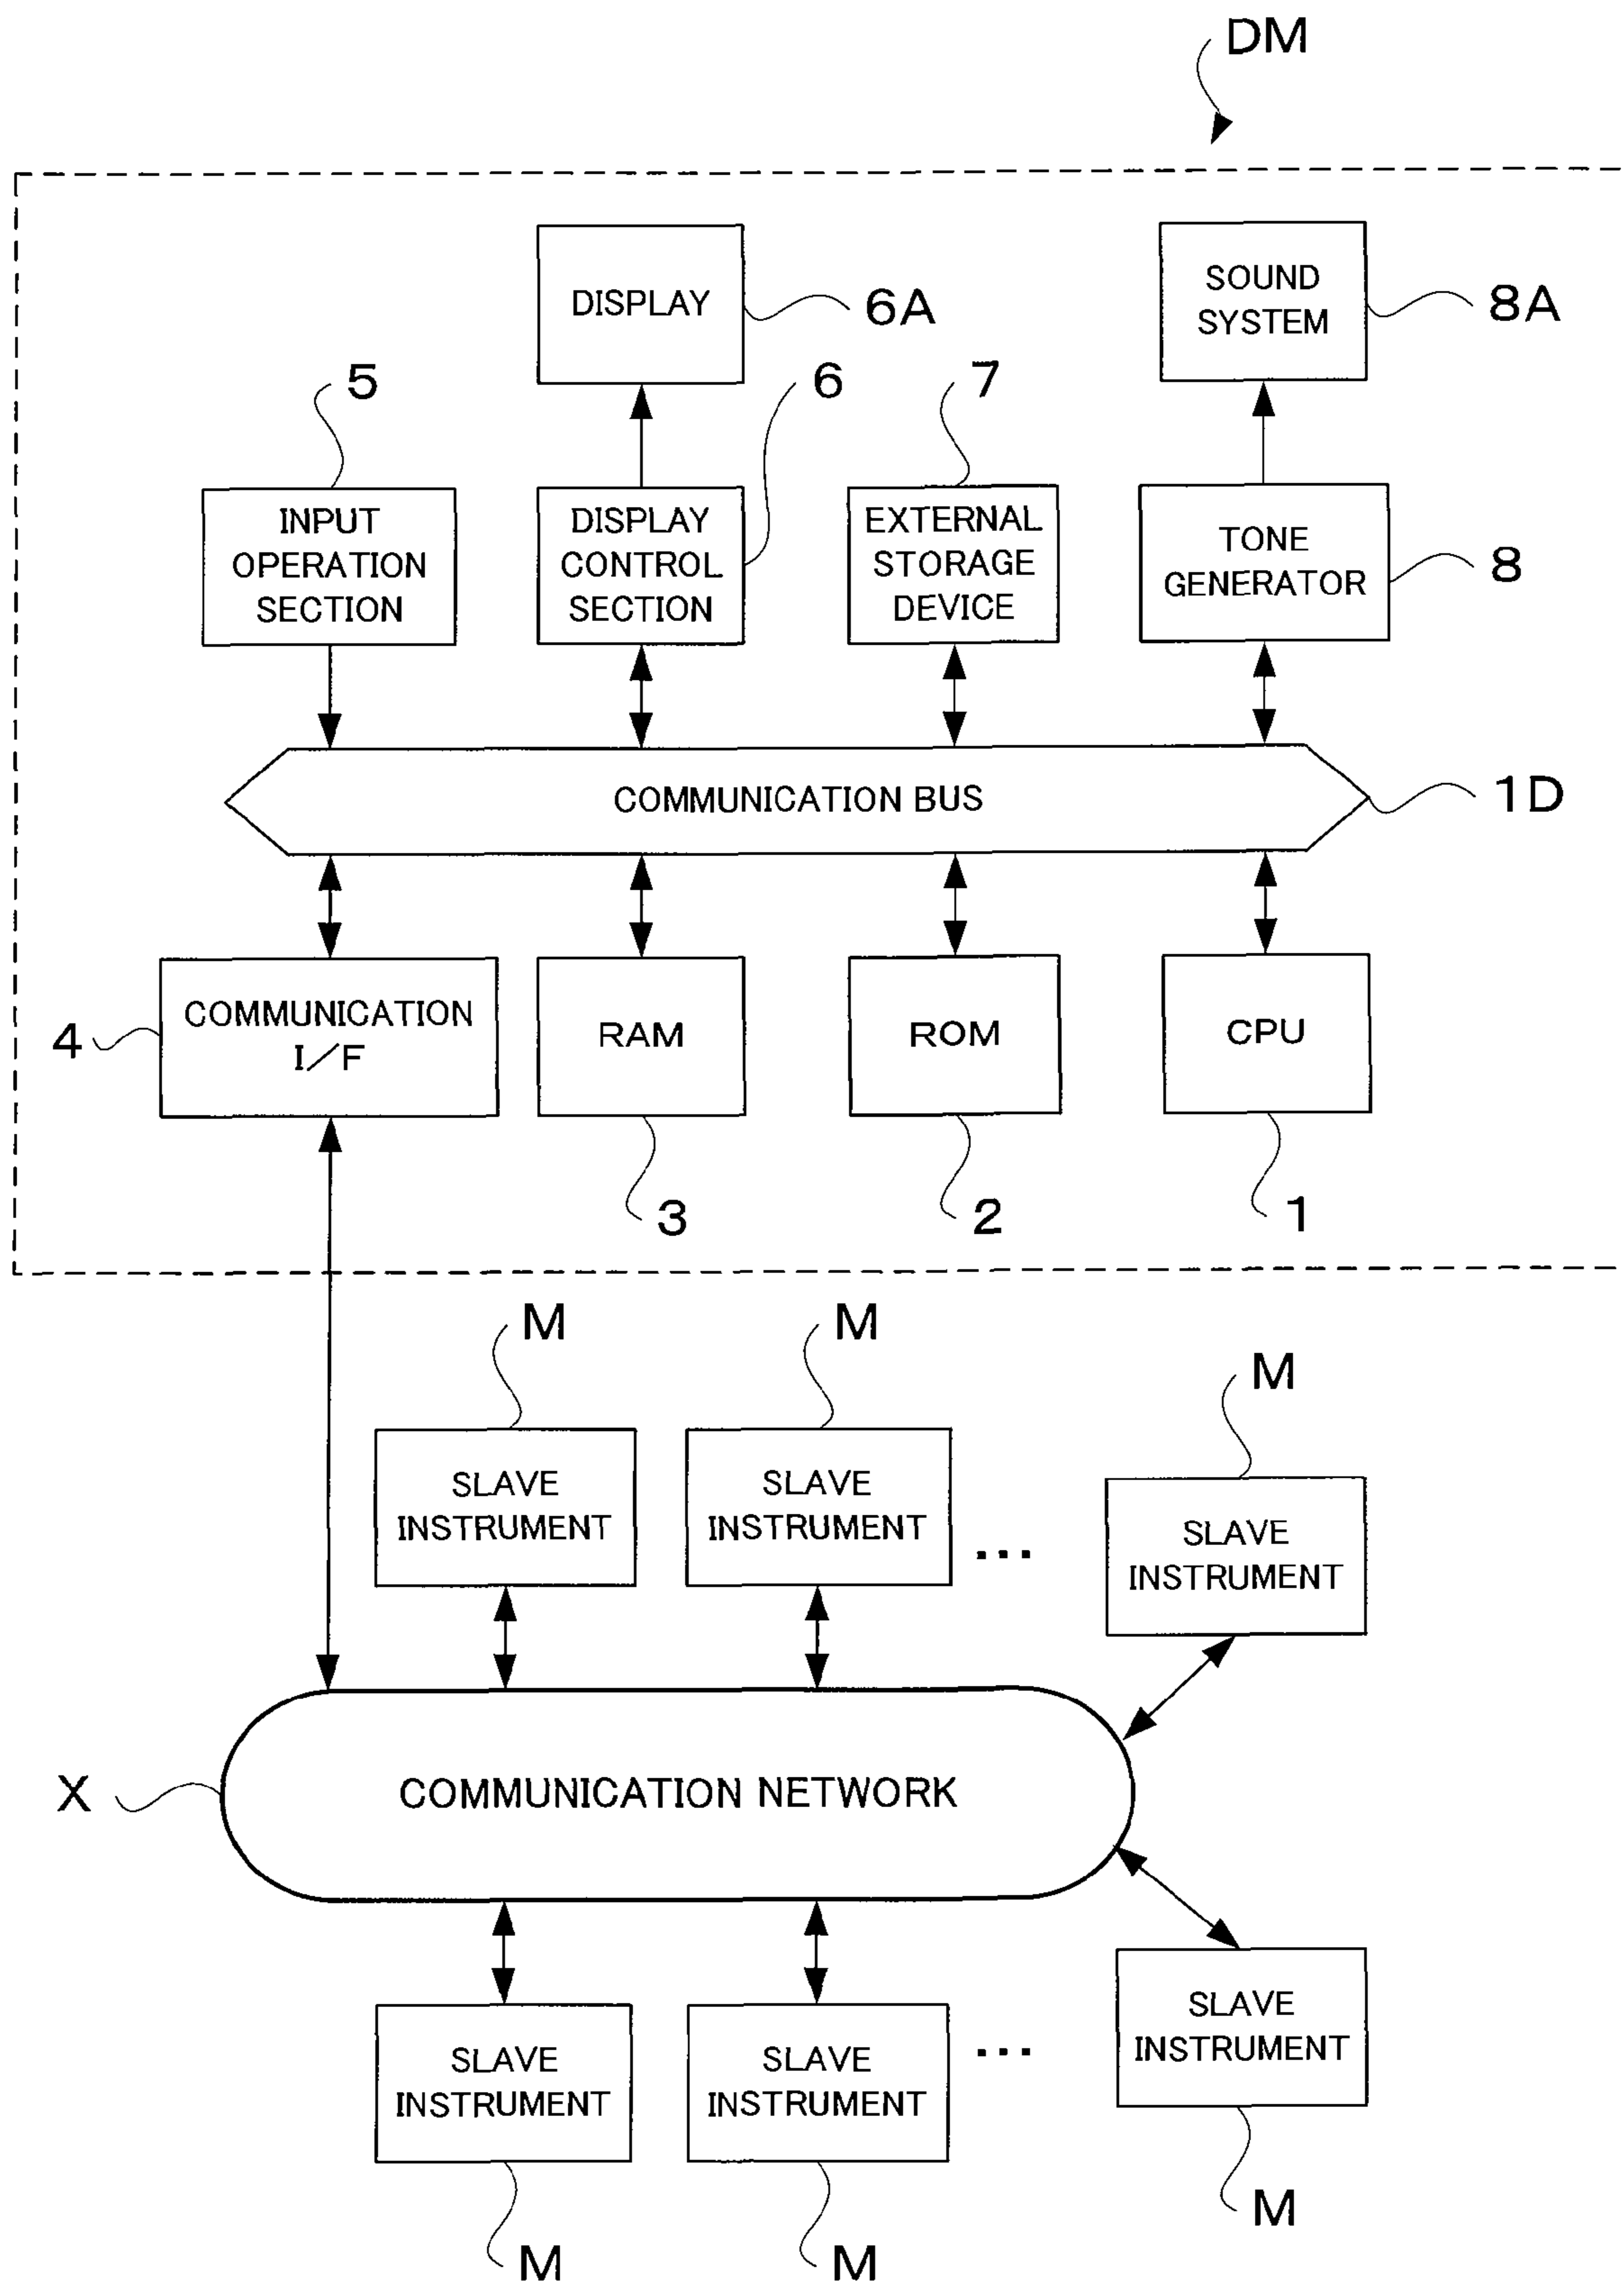 DM
DISPLAY
6A
SOUND
SYSTEM
8A
5
6
7
INPUT
OPERATION
SECTION
DISPLAY
CONTROL
SECTION
EXTERNAL
STORAGE
DEVICE
TONE
GENERATOR
8
COMMUNICATION BUS
1D
4
COMMUNICATION
I/F
RAM
ROM
CPU
3
2
1
M
M
M
SLAVE
INSTRUMENT
SLAVE
INSTRUMENT
...
SLAVE
INSTRUMENT
X
COMMUNICATION NETWORK
SLAVE
INSTRUMENT
SLAVE
INSTRUMENT
...
SLAVE
INSTRUMENT
M
M
M